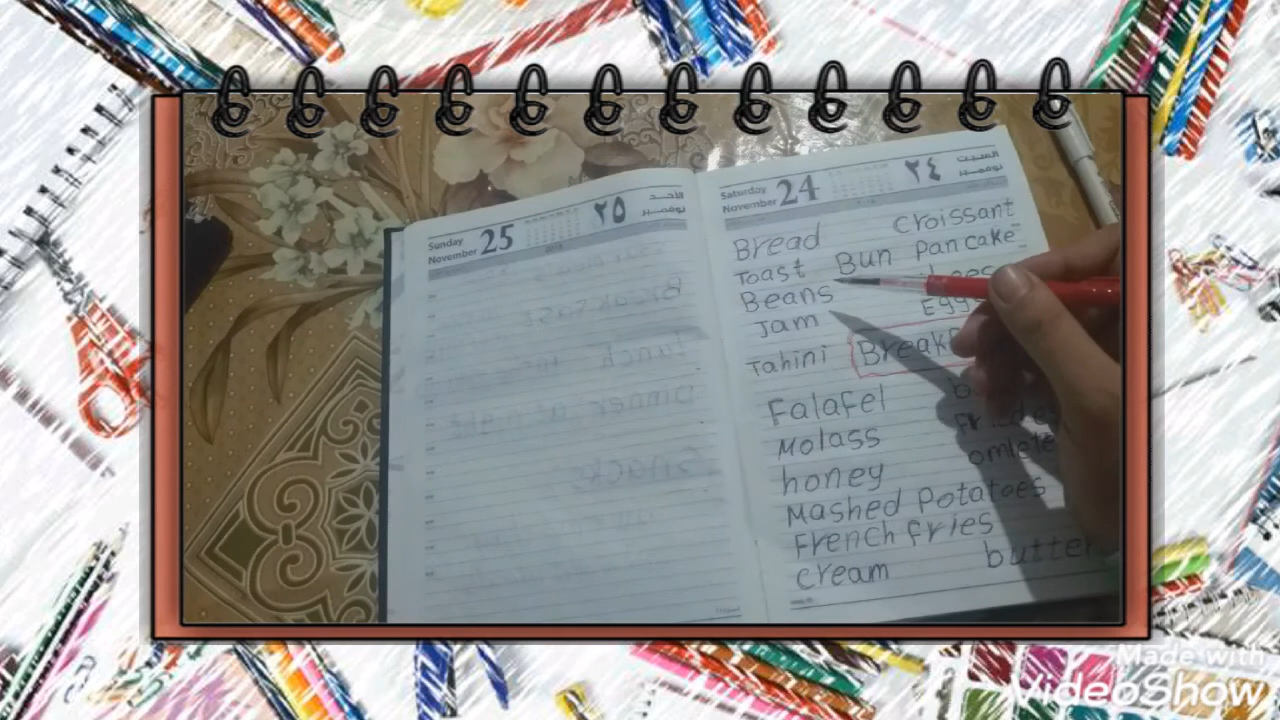 Sunday
November 25
٢٥
الأحد
نوفمبر
Saturday
November 24
٢٤
السبت
نوفمبر
Bread Croissant
Toast Bun Pancake
Beans
Jam Egg
Tahini Breakf
Falafel
Molass
honey omlete
Mashed Potatoes
French fries
cream butter
Made with
VideoShow